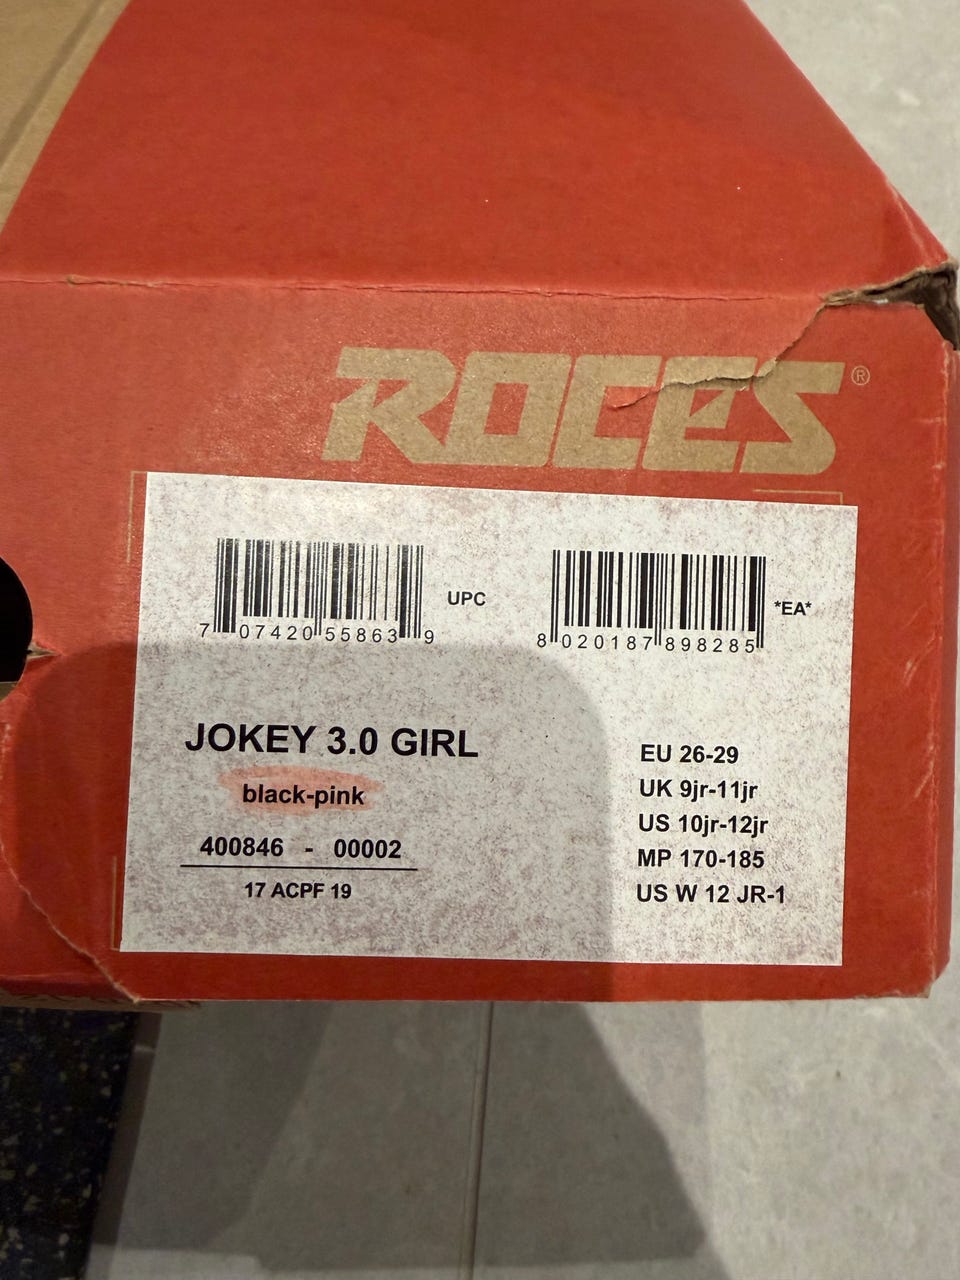 ROCES®
7 07420 55863 9
UPC
8 020187 898285
*EA*
JOKEY 3.0 GIRL
black-pink
400846 - 00002
17 ACPF 19
EU 26-29
UK 9jr-11jr
US 10jr-12jr
MP 170-185
US W 12 JR-1